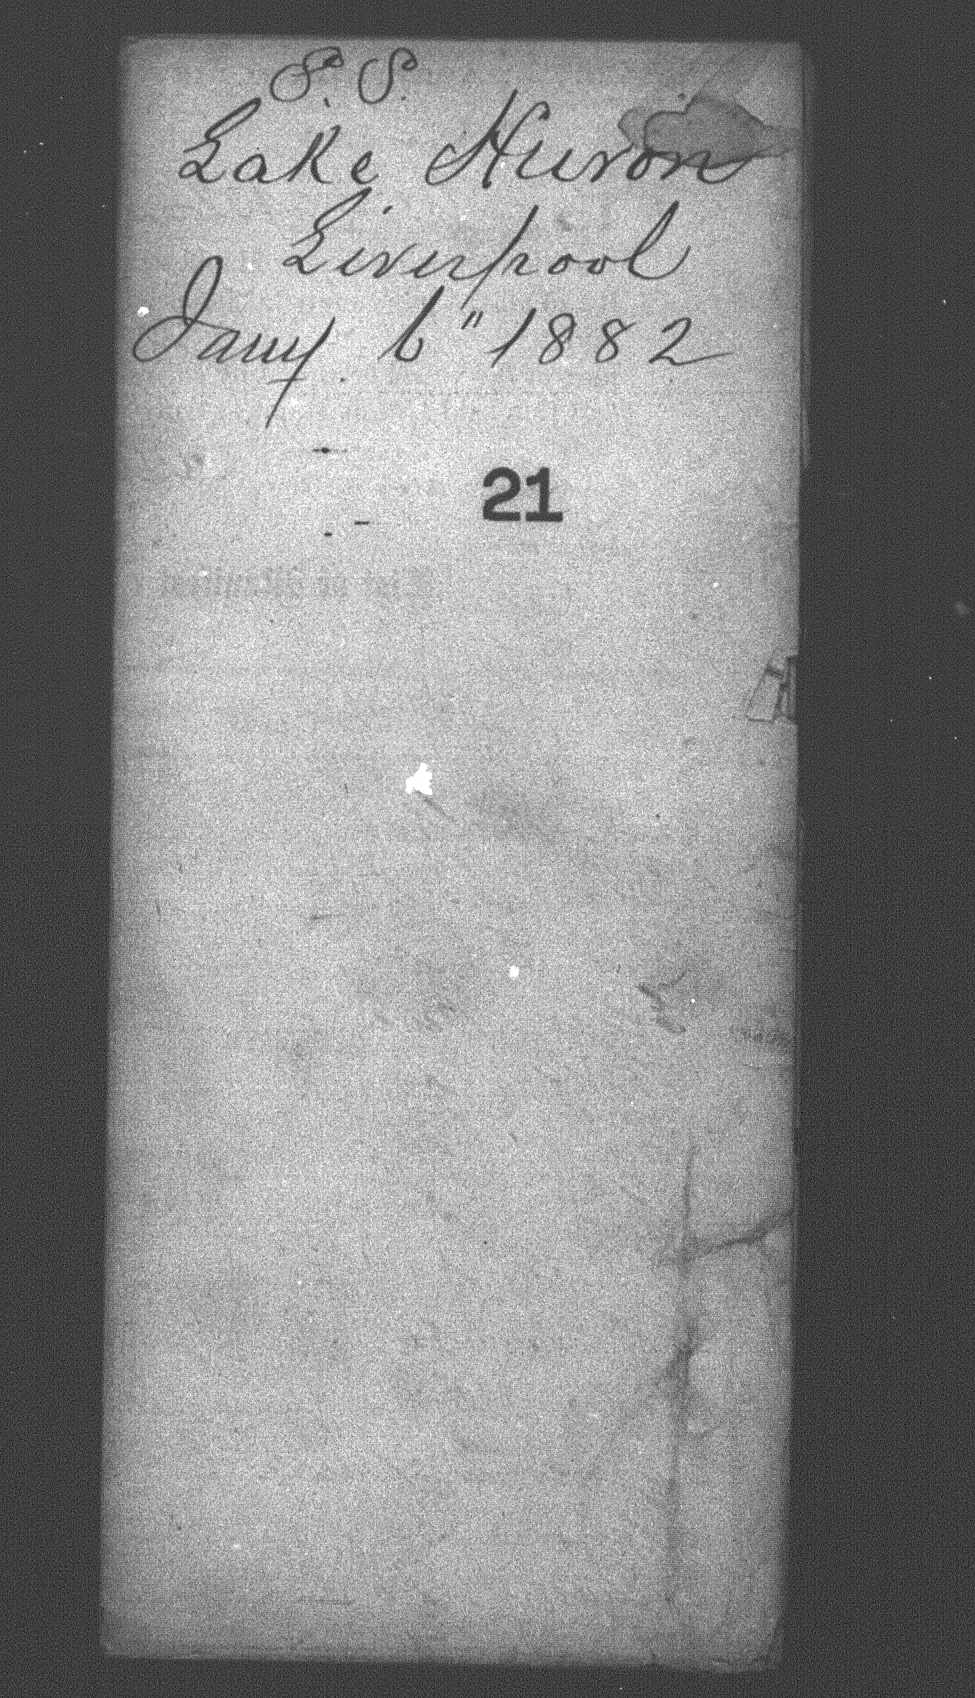 S. S.
Lake Huron
Liverpool
Jany 6" 1882
21